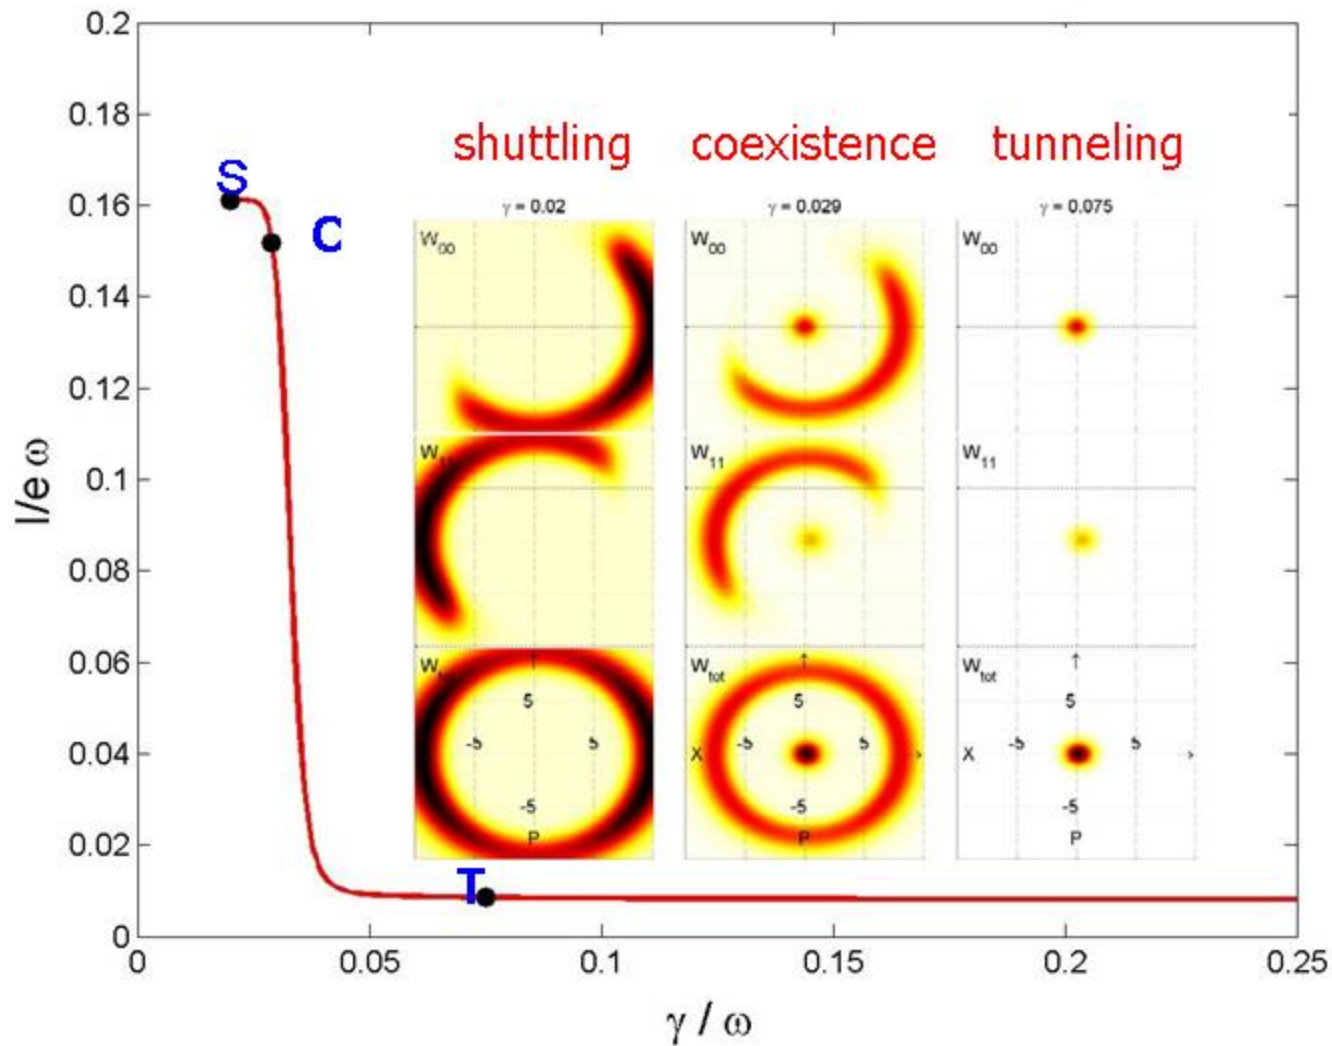 0.2
0.18
0.16
0.14
0.12
0.1
0.08
0.06
0.04
0.02
0
I/e ω
S
C
T
shuttling coexistence tunneling
γ = 0.02 γ = 0.029 γ = 0.075
W00 W00 W00
W11 W11 W11
Wtot Wtot Wtot
↑ ↑
5 5 5
-5 5 X -5 5 X -5 5
-5 -5 -5
P P P
0 0.05 0.1 0.15 0.2 0.25
γ / ω